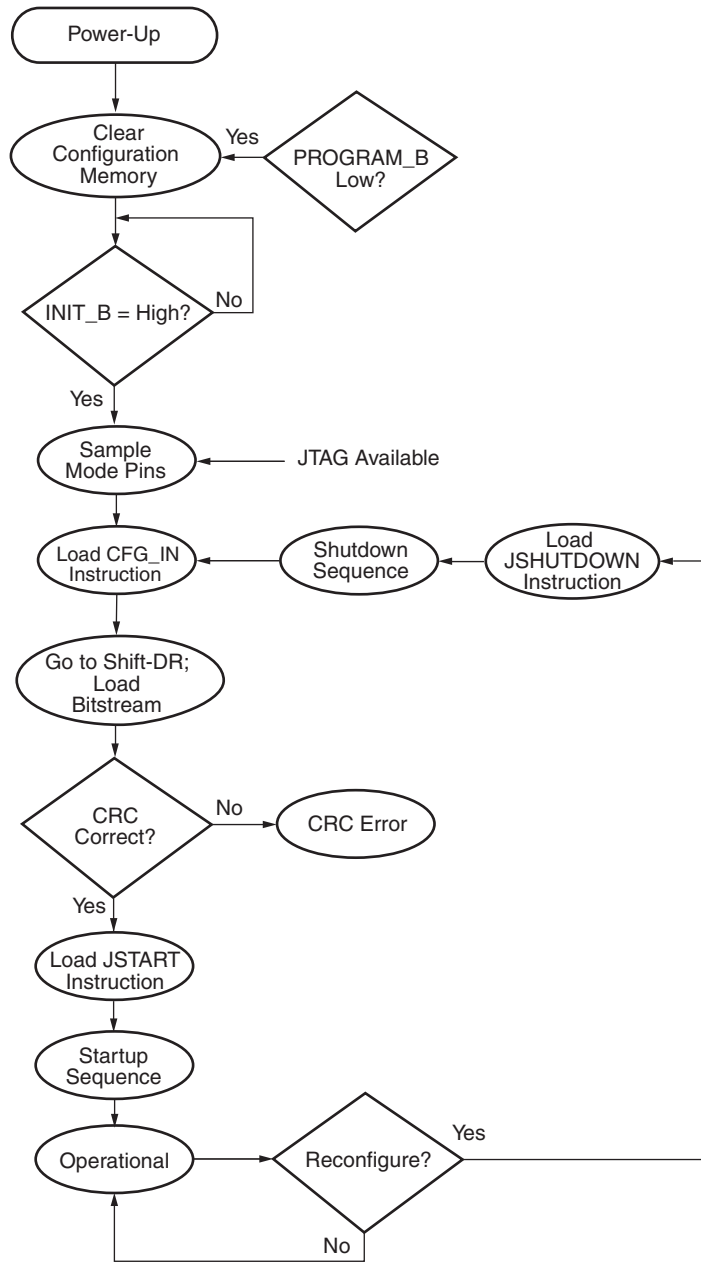 Power-Up
Clear
Configuration
Memory
Yes
PROGRAM_B
Low?
INIT_B = High?
No
Yes
Sample
Mode Pins
JTAG Available
Load CFG_IN
Instruction
Shutdown
Sequence
Load
JSHUTDOWN
Instruction
Go to Shift-DR;
Load
Bitstream
CRC
Correct?
No
CRC Error
Yes
Load JSTART
Instruction
Startup
Sequence
Operational
Reconfigure?
Yes
No